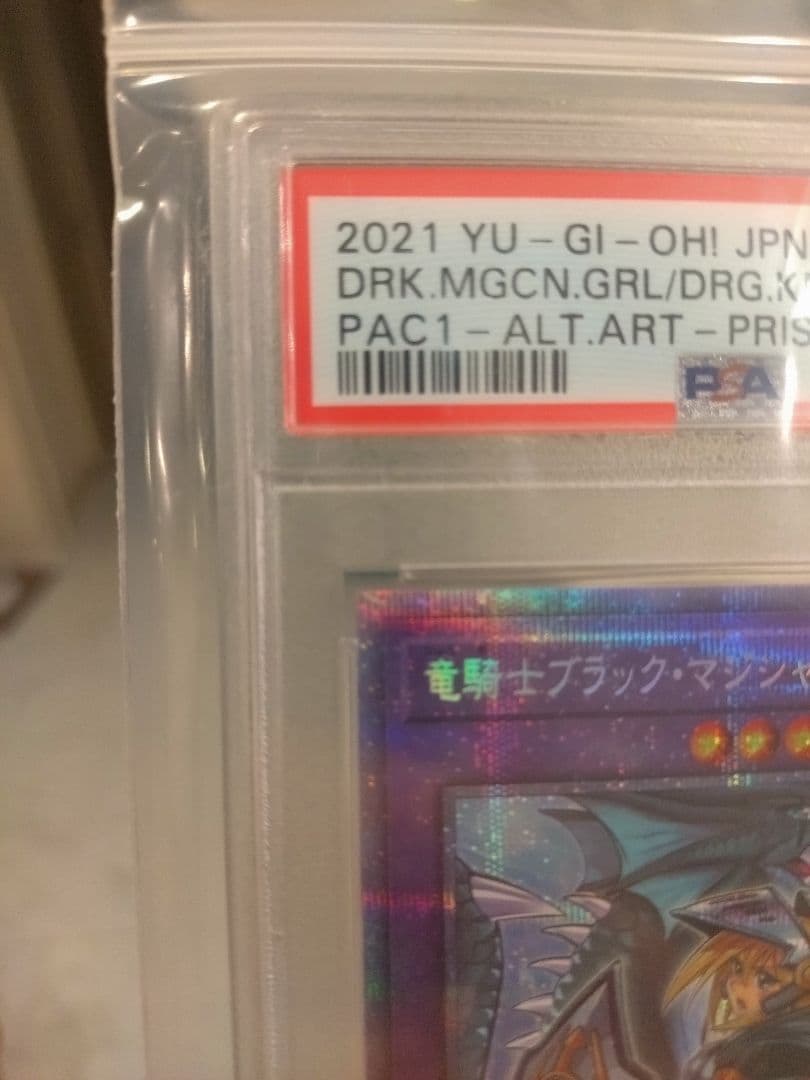 2021 YU-GI-OH! JPN
DRK.MGCN.GRL/DRG.K
PAC1-ALT.ART-PRIS
PSA
竜騎士ブラック・マジシャ